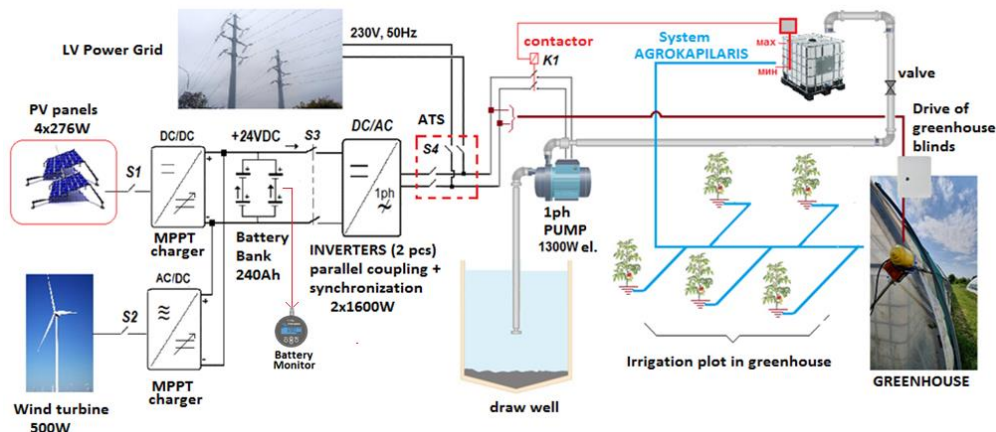 LV Power Grid
230V, 50Hz
contactor
K1
System
AGROKAPILARIS
мах
мин
valve
Drive of
greenhouse
blinds
PV panels
4x276W
S1
DC/DC
MPPT
charger
+24VDC
S3
Battery
Bank
240Ah
DC/AC
1ph
INVERTERS (2 pcs)
parallel coupling +
synchronization
2x1600W
ATS
S4
1ph
PUMP
1300W el.
S2
AC/DC
MPPT
charger
Battery
Monitor
Wind turbine
500W
draw well
Irrigation plot in greenhouse
GREENHOUSE